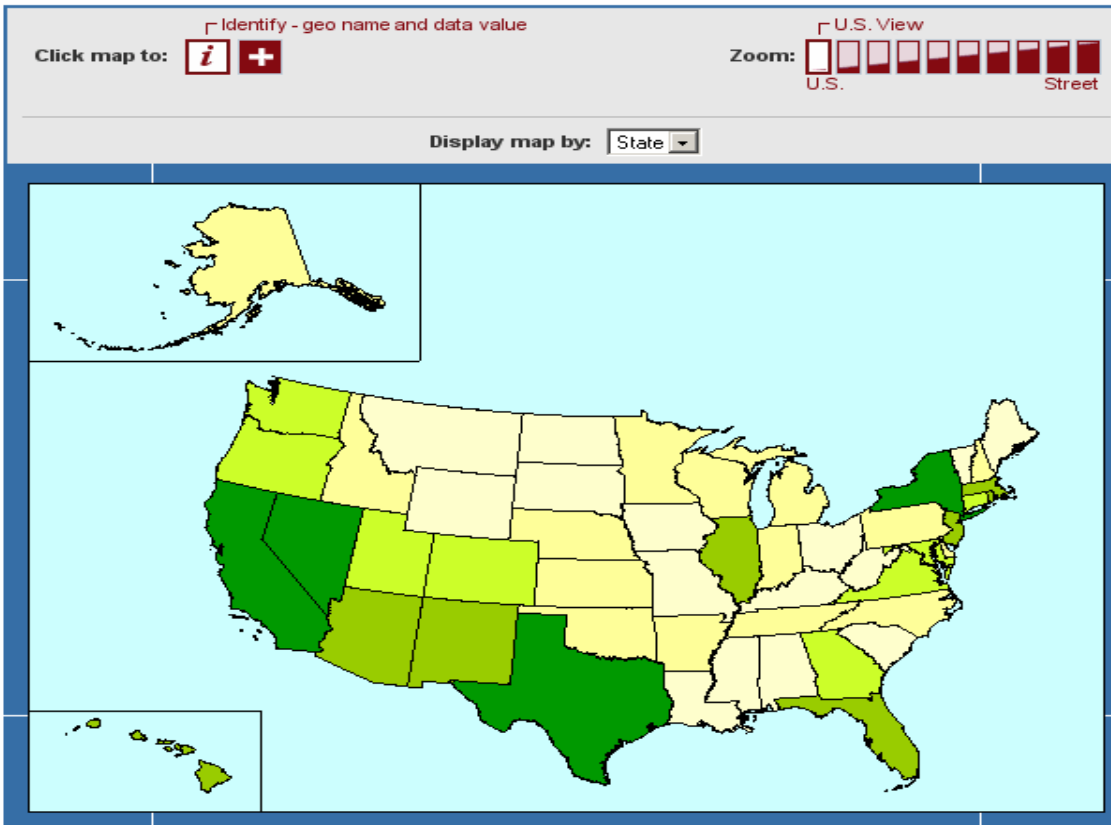 Identify - geo name and data value
U.S. View
Click map to:
i
Zoom:
U.S.
Street
Display map by:
State